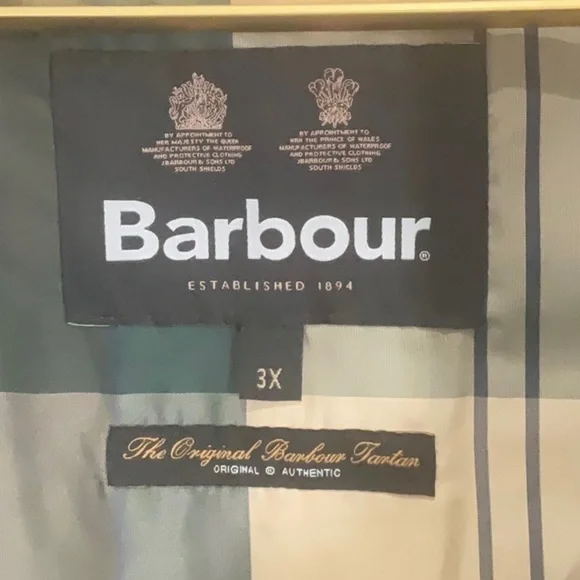 BY APPOINTMENT TO
HER MAJESTY THE QUEEN
MANUFACTURERS OF WATERPROOF
AND PROTECTIVE CLOTHING
J.BARBOUR & SONS LTD
SOUTH SHIELDS
BY APPOINTMENT TO
HRH THE PRINCE OF WALES
MANUFACTURERS OF WATERPROOF
AND PROTECTIVE CLOTHING
J.BARBOUR & SONS LTD
SOUTH SHIELDS
Barbour®
ESTABLISHED 1894
3X
The Original Barbour Tartan
ORIGINAL © AUTHENTIC